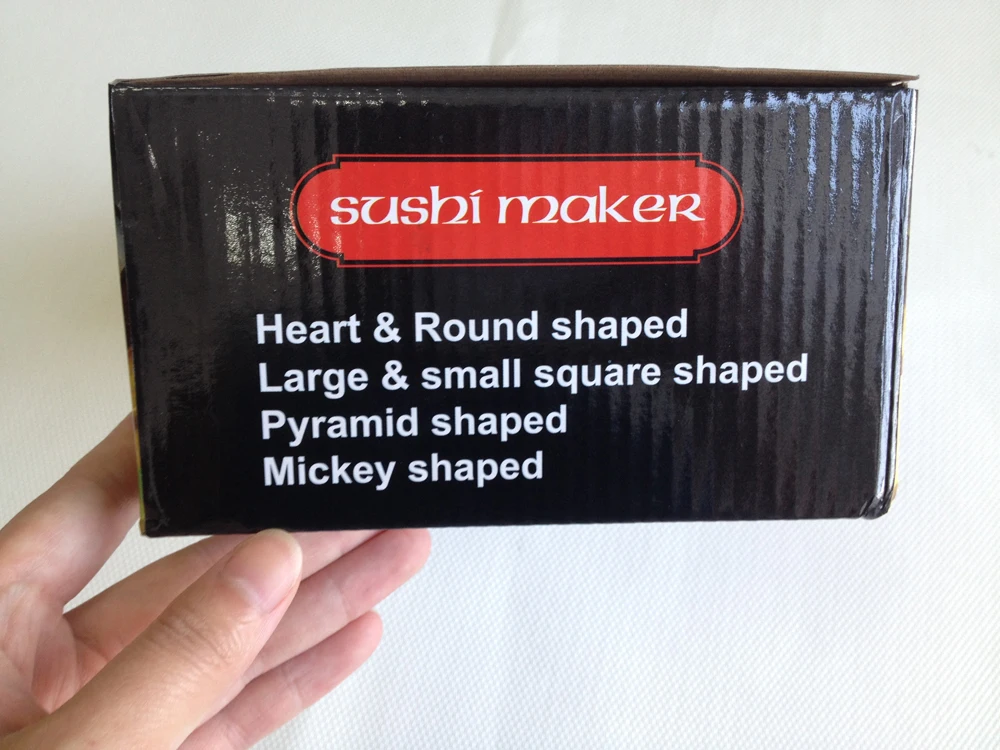 sushi maker
Heart & Round shaped
Large & small square shaped
Pyramid shaped
Mickey shaped